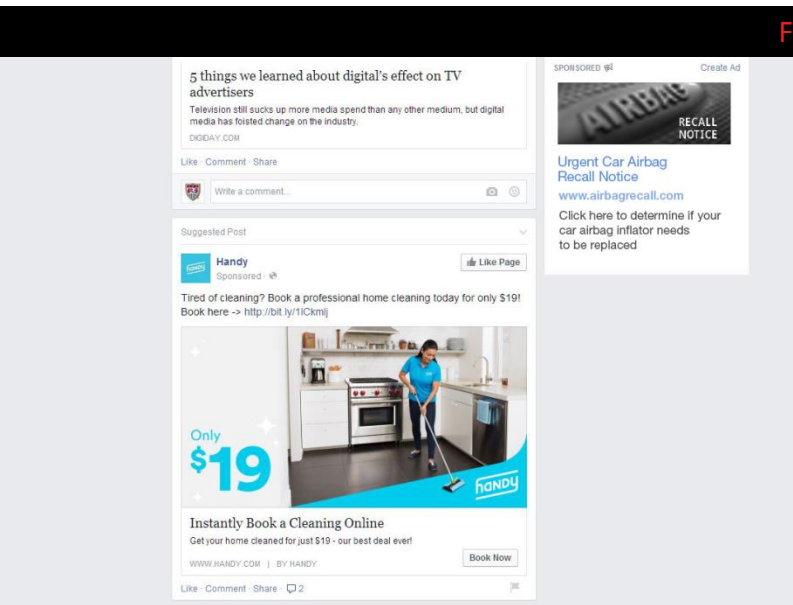 F
5 things we learned about digital's effect on TV
advertisers
Television still sucks up more media spend than any other medium, but digital
media has foisted change on the industry.
DIGIDAY.COM
Like · Comment · Share
Write a comment...
Suggested Post
Handy
Sponsored ·
Like Page
Tired of cleaning? Book a professional home cleaning today for only $19!
Book here -> http://bit.ly/1ICkmlj
Only
$19
handy
Instantly Book a Cleaning Online
Get your home cleaned for just $19 - our best deal ever!
WWW.HANDY.COM | BY HANDY
Book Now
Like · Comment · Share · 2
SPONSORED
Create Ad
AIRBAG
RECALL
NOTICE
Urgent Car Airbag
Recall Notice
www.airbagrecall.com
Click here to determine if your
car airbag inflator needs
to be replaced